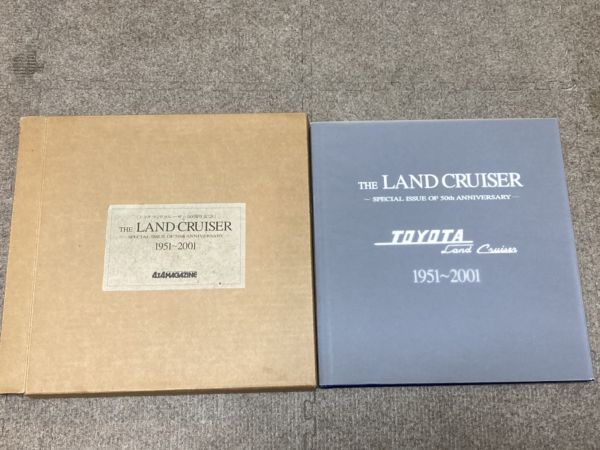 THE LAND CRUISER
SPECIAL ISSUE OF 50th ANNIVERSARY
1951~2001
4x4MAGAZINE
THE LAND CRUISER
~ SPECIAL ISSUE OF 50th ANNIVERSARY ~
TOYOTA
Land Cruiser
1951~2001